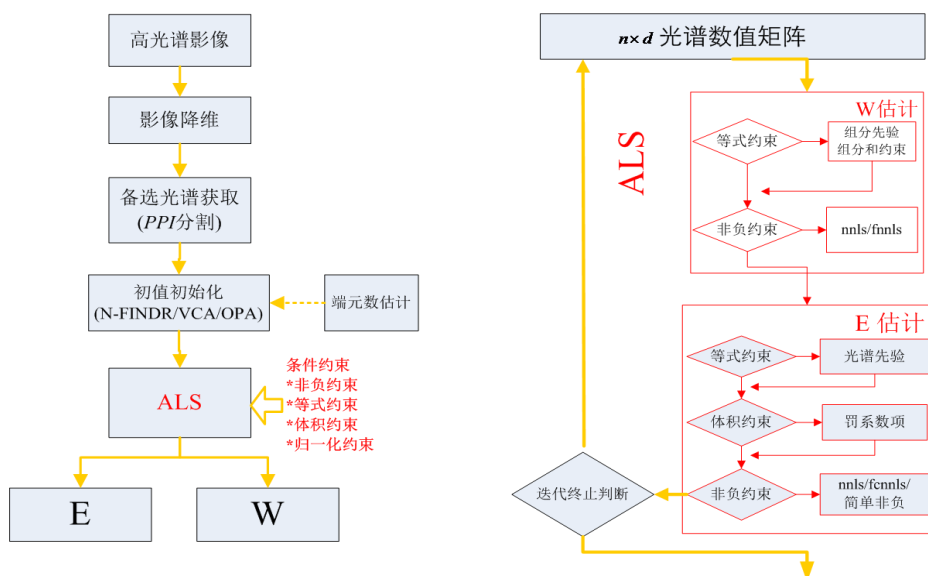 高光谱影像
影像降维
备选光谱获取
(PPI分割)
初值初始化
(N-FINDR/VCA/OPA)
端元数估计
条件约束
*非负约束
*等式约束
*体积约束
*归一化约束
ALS
E
W
n×d 光谱数值矩阵
ALS
W估计
等式约束
组分先验
组分和约束
非负约束
nnls/fnnls
E 估计
等式约束
光谱先验
体积约束
罚系数项
非负约束
nnls/fcnnls/
简单非负
迭代终止判断